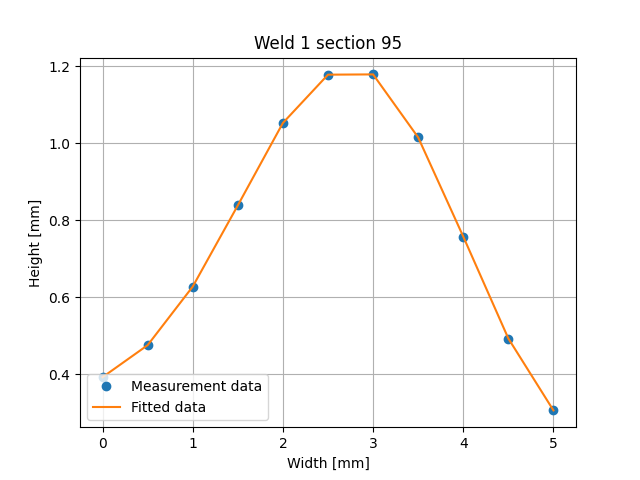 Weld 1 section 95
1.2
1.0
0.8
0.6
0.4
Height [mm]
Measurement data
Fitted data
0 1 2 3 4 5
Width [mm]